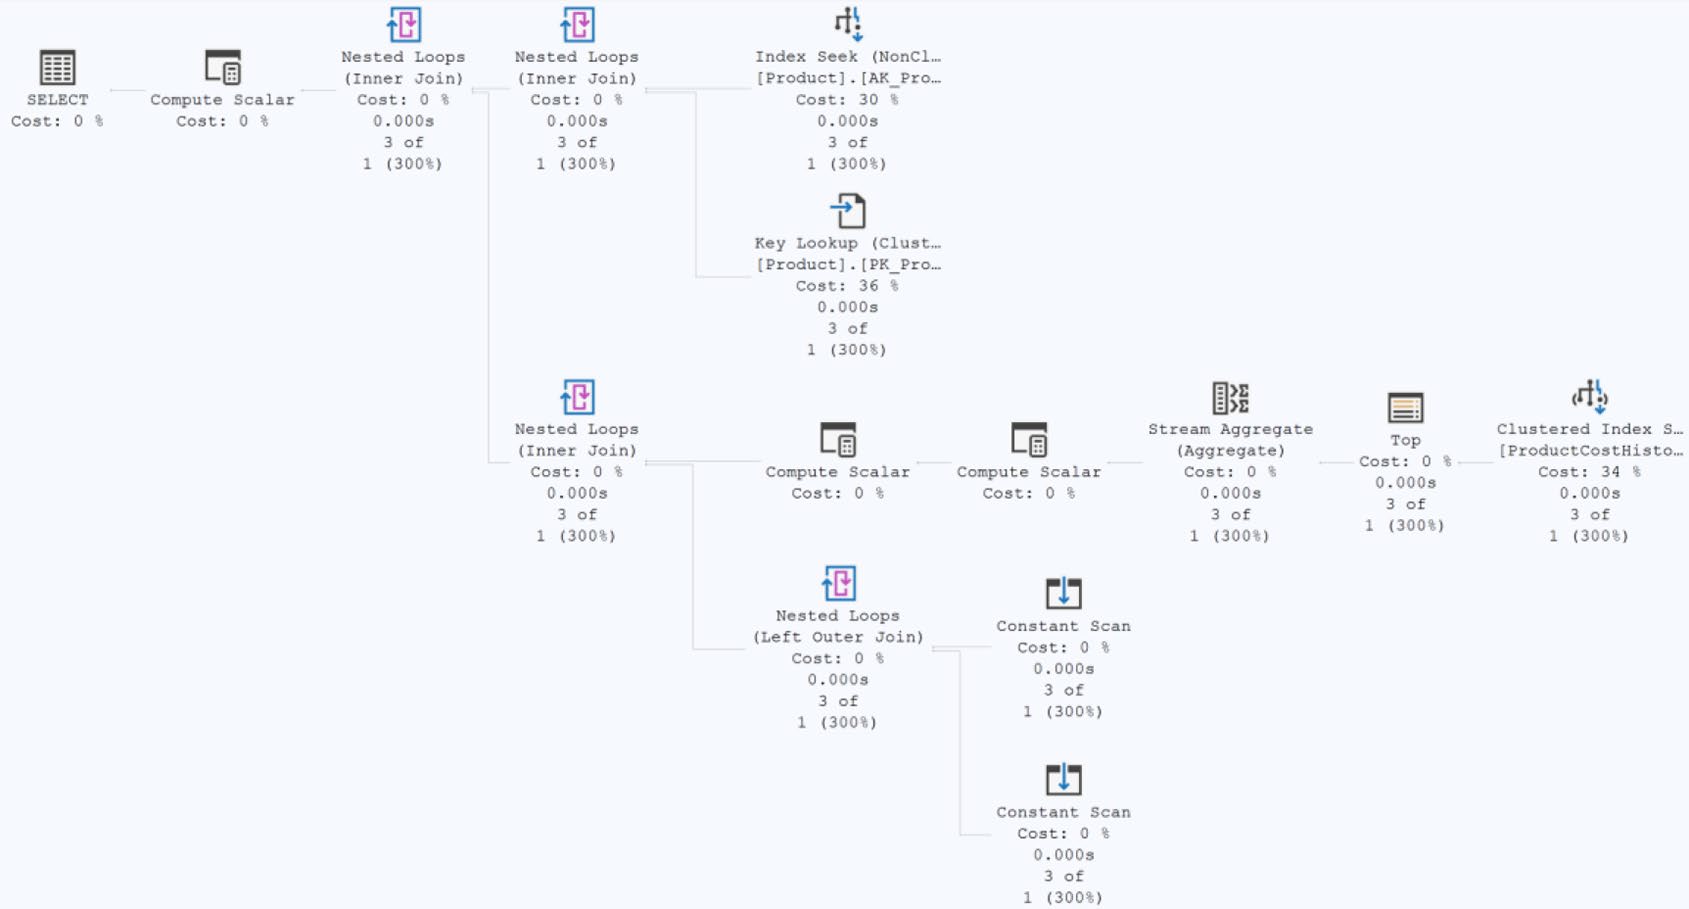 SELECT
Cost: 0 %
Compute Scalar
Cost: 0 %
Nested Loops
(Inner Join)
Cost: 0 %
0.000s
3 of
1 (300%)
Nested Loops
(Inner Join)
Cost: 0 %
0.000s
3 of
1 (300%)
Index Seek (NonCl…
[Product].[AK_Pro…
Cost: 30 %
0.000s
3 of
1 (300%)
Key Lookup (Clust…
[Product].[PK_Pro…
Cost: 36 %
0.000s
3 of
1 (300%)
Nested Loops
(Inner Join)
Cost: 0 %
0.000s
3 of
1 (300%)
Compute Scalar
Cost: 0 %
Compute Scalar
Cost: 0 %
Stream Aggregate
(Aggregate)
Cost: 0 %
0.000s
3 of
1 (300%)
Top
Cost: 0 %
0.000s
3 of
1 (300%)
Clustered Index S…
[ProductCostHisto…
Cost: 34 %
0.000s
3 of
1 (300%)
Nested Loops
(Left Outer Join)
Cost: 0 %
0.000s
3 of
1 (300%)
Constant Scan
Cost: 0 %
0.000s
3 of
1 (300%)
Constant Scan
Cost: 0 %
0.000s
3 of
1 (300%)